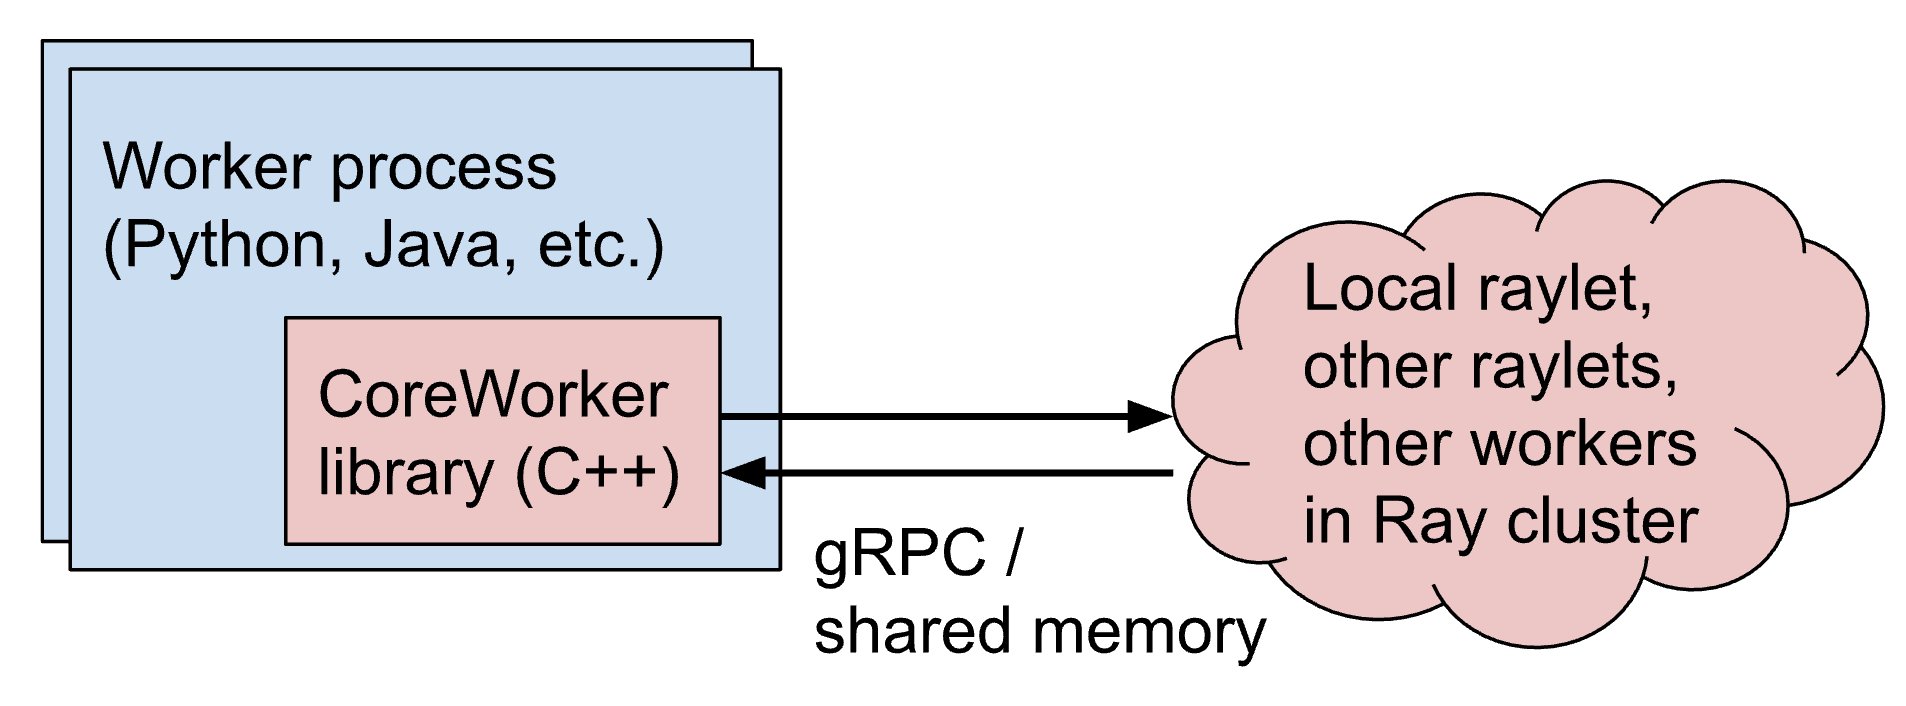 Worker process
(Python, Java, etc.)
CoreWorker
library (C++)
gRPC /
shared memory
Local raylet,
other raylets,
other workers
in Ray cluster